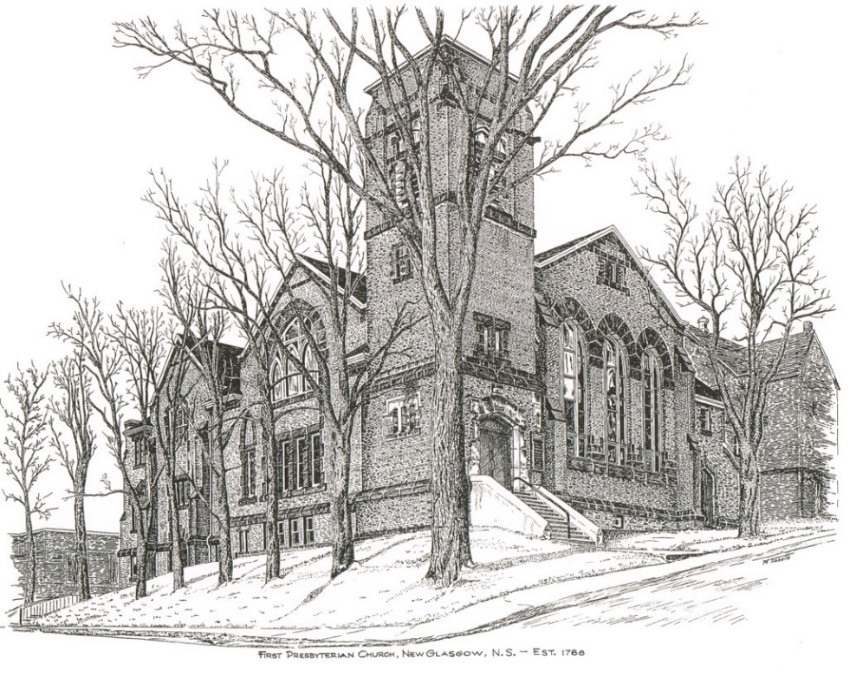 First Presbyterian Church, New Glasgow, N.S. — Est. 1786